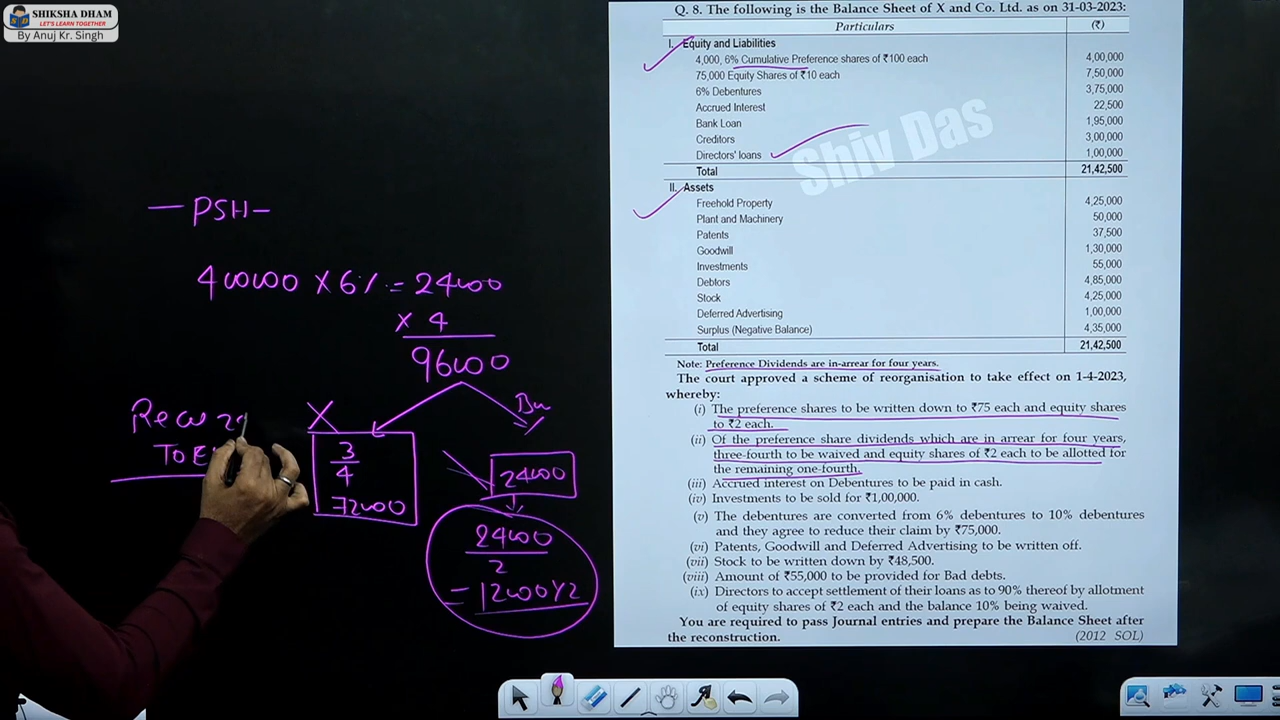 SHIKSHA DHAM
LET'S LEARN TOGETHER
By Anuj Kr. Singh
Q. 8. The following is the Balance Sheet of X and Co. Ltd. as on 31-03-2023:
Particulars (₹)
I. Equity and Liabilities
4,000, 6% Cumulative Preference shares of ₹100 each 4,00,000
75,000 Equity Shares of ₹10 each 7,50,000
6% Debentures 3,75,000
Accrued Interest 22,500
Bank Loan 1,95,000
Creditors 3,00,000
Directors' loans 1,00,000
Total 21,42,500
II. Assets
Freehold Property 4,25,000
Plant and Machinery 50,000
Patents 37,500
Goodwill 1,30,000
Investments 55,000
Debtors 4,85,000
Stock 4,25,000
Deferred Advertising 1,00,000
Surplus (Negative Balance) 4,35,000
Total 21,42,500
Shiv Das
Note: Preference Dividends are in-arrear for four years.
The court approved a scheme of reorganisation to take effect on 1-4-2023,
whereby:
(i) The preference shares to be written down to ₹75 each and equity shares
to ₹2 each.
(ii) Of the preference share dividends which are in arrear for four years,
three-fourth to be waived and equity shares of ₹2 each to be allotted for
the remaining one-fourth.
(iii) Accrued interest on Debentures to be paid in cash.
(iv) Investments to be sold for ₹1,00,000.
(v) The debentures are converted from 6% debentures to 10% debentures
and they agree to reduce their claim by ₹75,000.
(vi) Patents, Goodwill and Deferred Advertising to be written off.
(vii) Stock to be written down by ₹48,500.
(viii) Amount of ₹55,000 to be provided for Bad debts.
(ix) Directors to accept settlement of their loans as to 90% thereof by allotment
of equity shares of ₹2 each and the balance 10% being waived.
You are required to pass Journal entries and prepare the Balance Sheet after
the reconstruction. (2012 SOL)
— PSH —
400000 X 6% = 24000
X 4
96000
X
3
4
72000
24000
24000
2
= 12000 X 2
To E